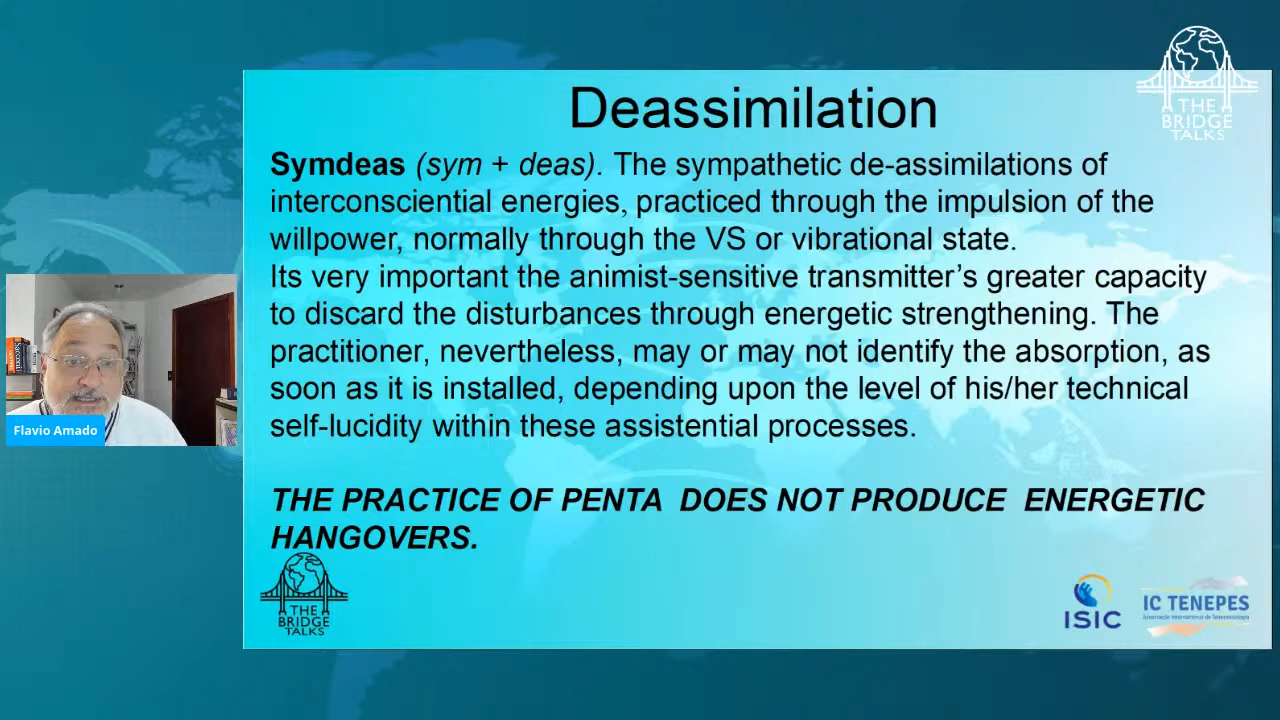 THE
BRIDGE
TALKS
Deassimilation
Symdeas (sym + deas). The sympathetic de-assimilations of
interconsciential energies, practiced through the impulsion of the
willpower, normally through the VS or vibrational state.
Its very important the animist-sensitive transmitter’s greater capacity
to discard the disturbances through energetic strengthening. The
practitioner, nevertheless, may or may not identify the absorption, as
soon as it is installed, depending upon the level of his/her technical
self-lucidity within these assistential processes.
THE PRACTICE OF PENTA DOES NOT PRODUCE ENERGETIC
HANGOVERS.
Flavio Amado
THE
BRIDGE
TALKS
ISIC
IC TENEPES